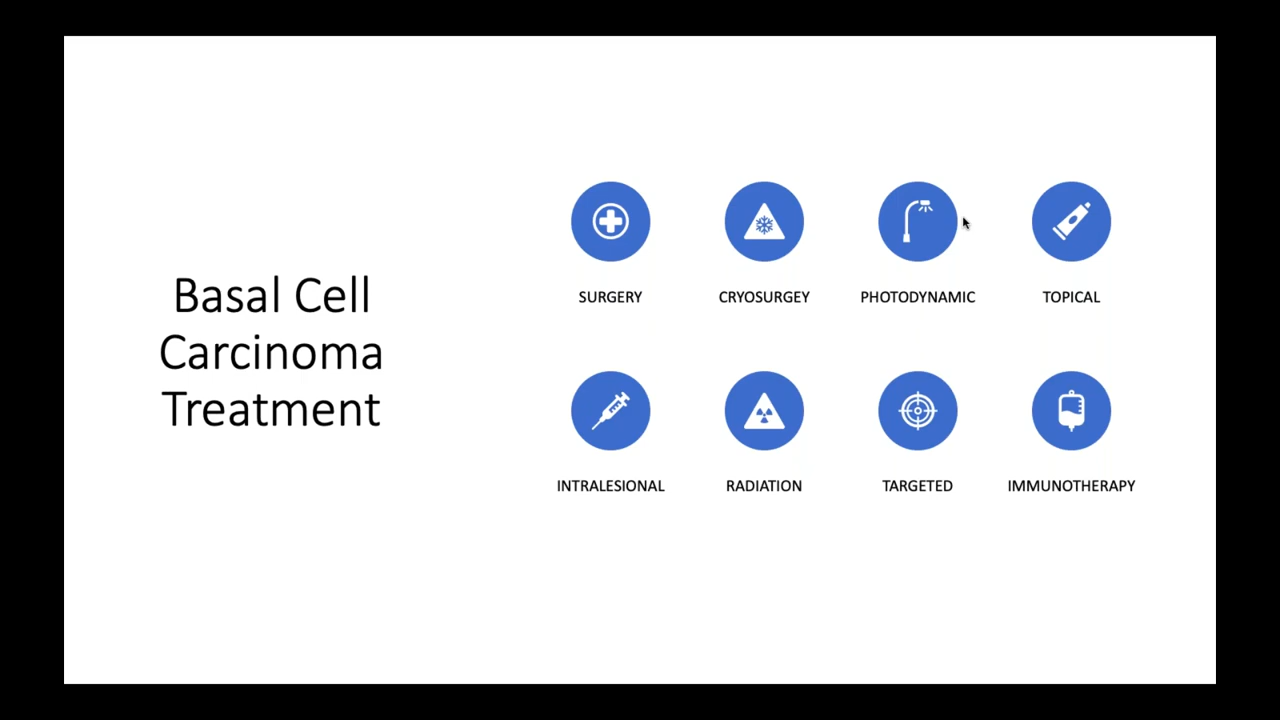 Basal Cell
Carcinoma
Treatment
SURGERY
CRYOSURGEY
PHOTODYNAMIC
TOPICAL
INTRALESIONAL
RADIATION
TARGETED
IMMUNOTHERAPY